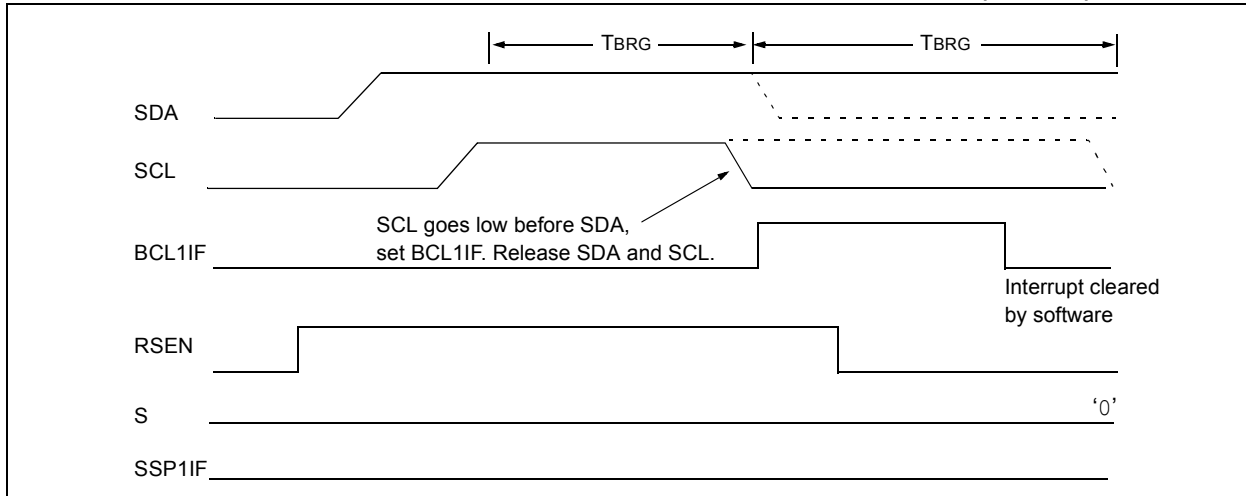 TBRG TBRG
SDA
SCL
SCL goes low before SDA,
set BCL1IF. Release SDA and SCL.
BCL1IF
Interrupt cleared
by software
RSEN
S
‘0’
SSP1IF